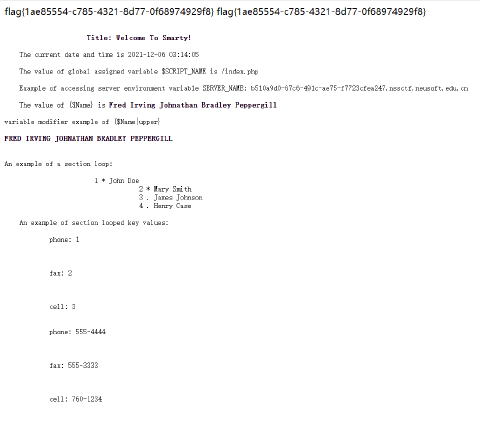 flag{1ae85554-c785-4321-8d77-0f68974929f8} flag{1ae85554-c785-4321-8d77-0f68974929f8}
Title: Welcome To Smarty!
The current date and time is 2021-12-06 03:14:05
The value of global assigned variable $SCRIPT_NAME is /index.php
Example of accessing server environment variable SERVER_NAME: b510a9d0-67c6-491c-ae75-f7723cfea247.nssctf.neusoft.edu.cn
The value of {$Name} is Fred Irving Johnathan Bradley Peppergill
variable modifier example of {$Name|upper}
FRED IRVING JOHNATHAN BRADLEY PEPPERGILL
An example of a section loop:
1 * John Doe
2 * Mary Smith
3 . James Johnson
4 . Henry Case
An example of section looped key values:
phone: 1
fax: 2
cell: 3
phone: 555-4444
fax: 555-3333
cell: 760-1234